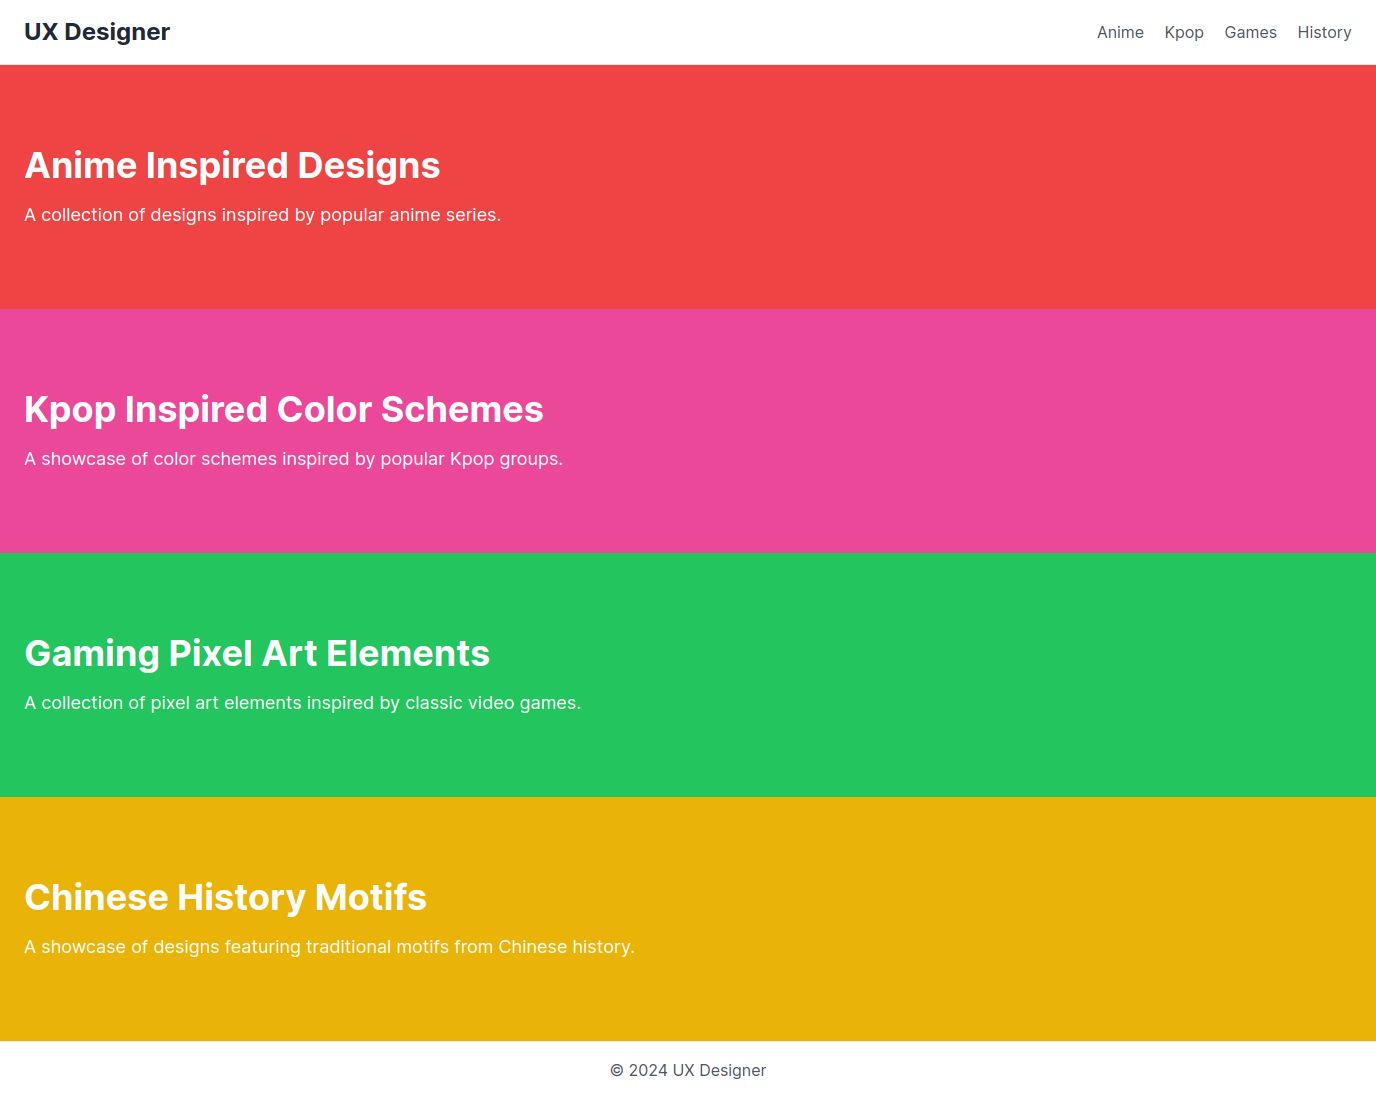 UX Designer
Anime Kpop Games History
Anime Inspired Designs
A collection of designs inspired by popular anime series.
Kpop Inspired Color Schemes
A showcase of color schemes inspired by popular Kpop groups.
Gaming Pixel Art Elements
A collection of pixel art elements inspired by classic video games.
Chinese History Motifs
A showcase of designs featuring traditional motifs from Chinese history.
© 2024 UX Designer